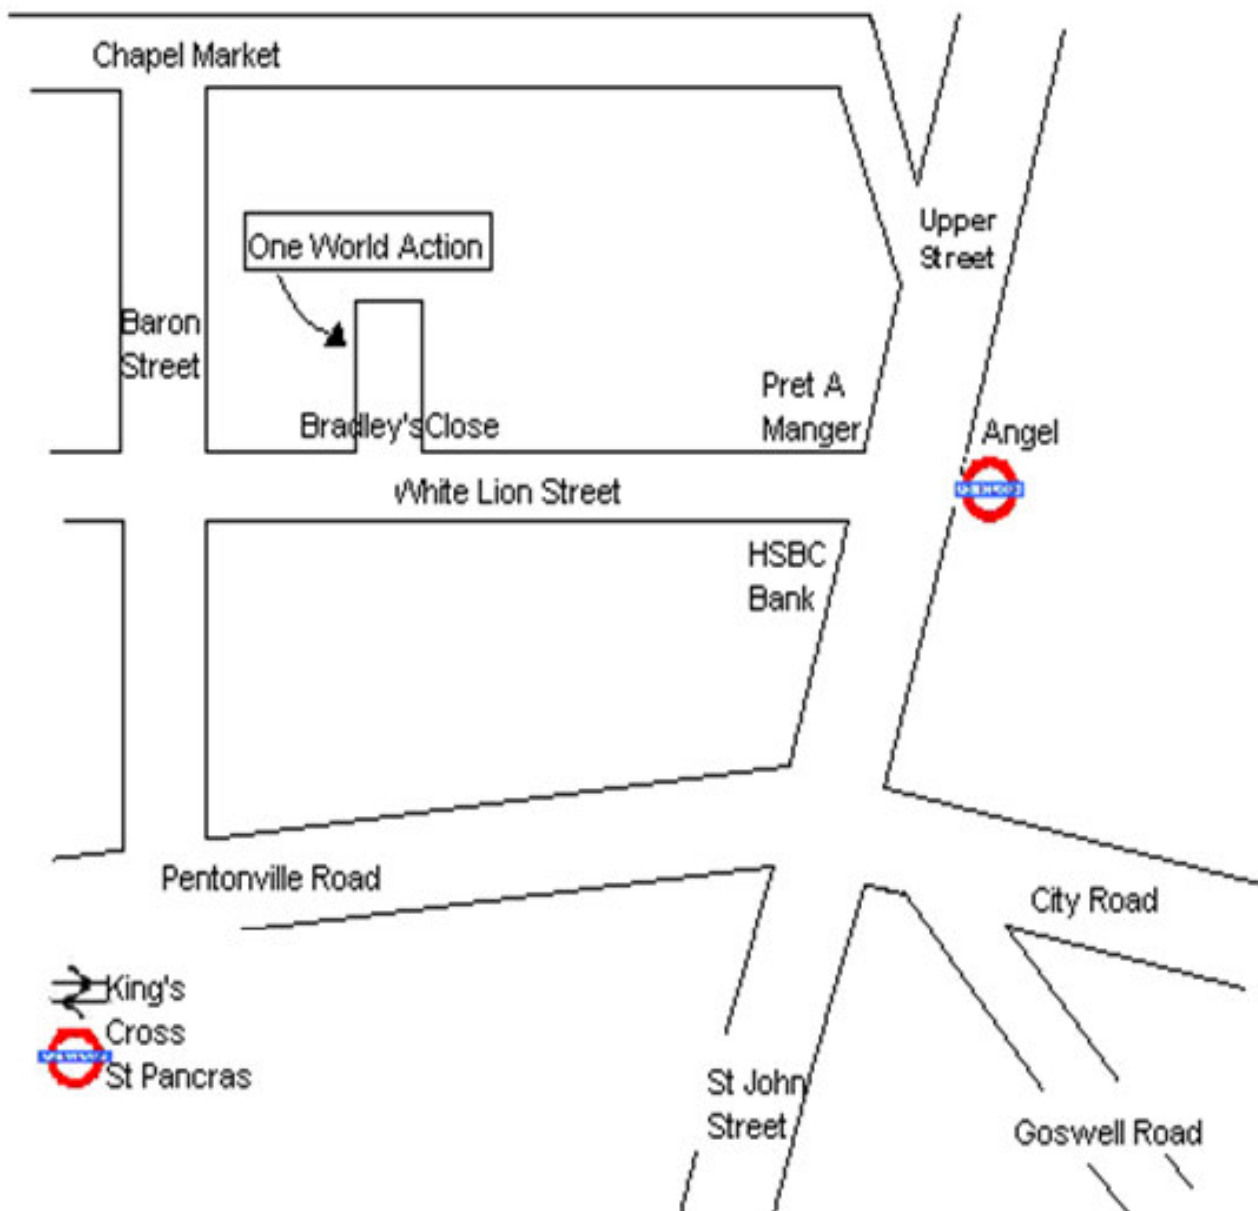 Chapel Market
Upper
Street
One World Action
Baron
Street
Pret A
Manger
Bradley's Close
Angel
White Lion Street
HSBC
Bank
Pentonville Road
City Road
King's
Cross
St Pancras
St John
Street
Goswell Road